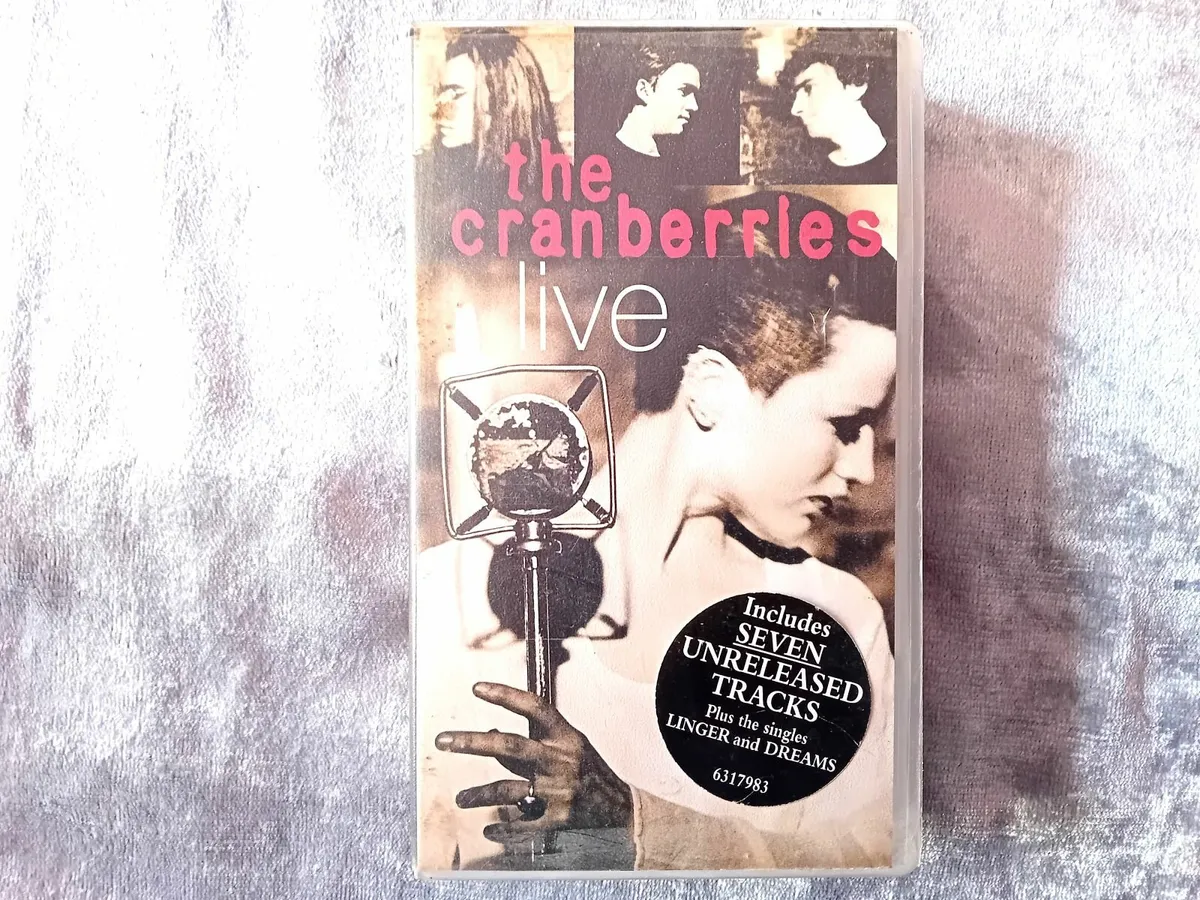 the
cranberries
live
Includes
SEVEN
UNRELEASED
TRACKS
Plus the singles
LINGER and DREAMS
6317983